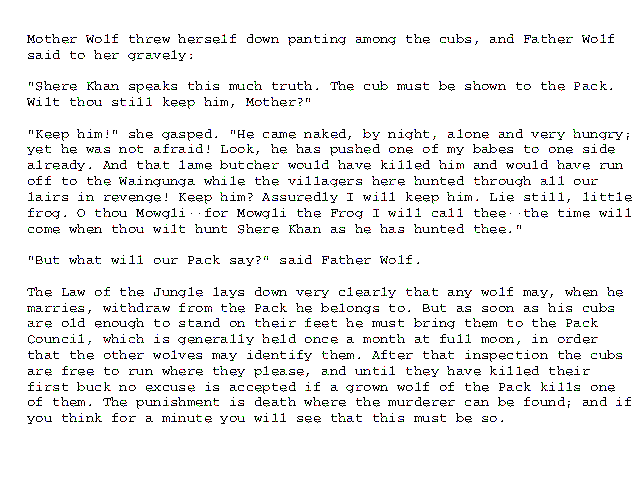 Mother Wolf threw herself down panting among the cubs, and Father Wolf
said to her gravely:
"Shere Khan speaks this much truth. The cub must be shown to the Pack.
Wilt thou still keep him, Mother?"
"Keep him!" she gasped. "He came naked, by night, alone and very hungry;
yet he was not afraid! Look, he has pushed one of my babes to one side
already. And that lame butcher would have killed him and would have run
off to the Waingunga while the villagers here hunted through all our
lairs in revenge! Keep him? Assuredly I will keep him. Lie still, little
frog. O thou Mowgli--for Mowgli the Frog I will call thee--the time will
come when thou wilt hunt Shere Khan as he has hunted thee."
"But what will our Pack say?" said Father Wolf.
The Law of the Jungle lays down very clearly that any wolf may, when he
marries, withdraw from the Pack he belongs to. But as soon as his cubs
are old enough to stand on their feet he must bring them to the Pack
Council, which is generally held once a month at full moon, in order
that the other wolves may identify them. After that inspection the cubs
are free to run where they please, and until they have killed their
first buck no excuse is accepted if a grown wolf of the Pack kills one
of them. The punishment is death where the murderer can be found; and if
you think for a minute you will see that this must be so.